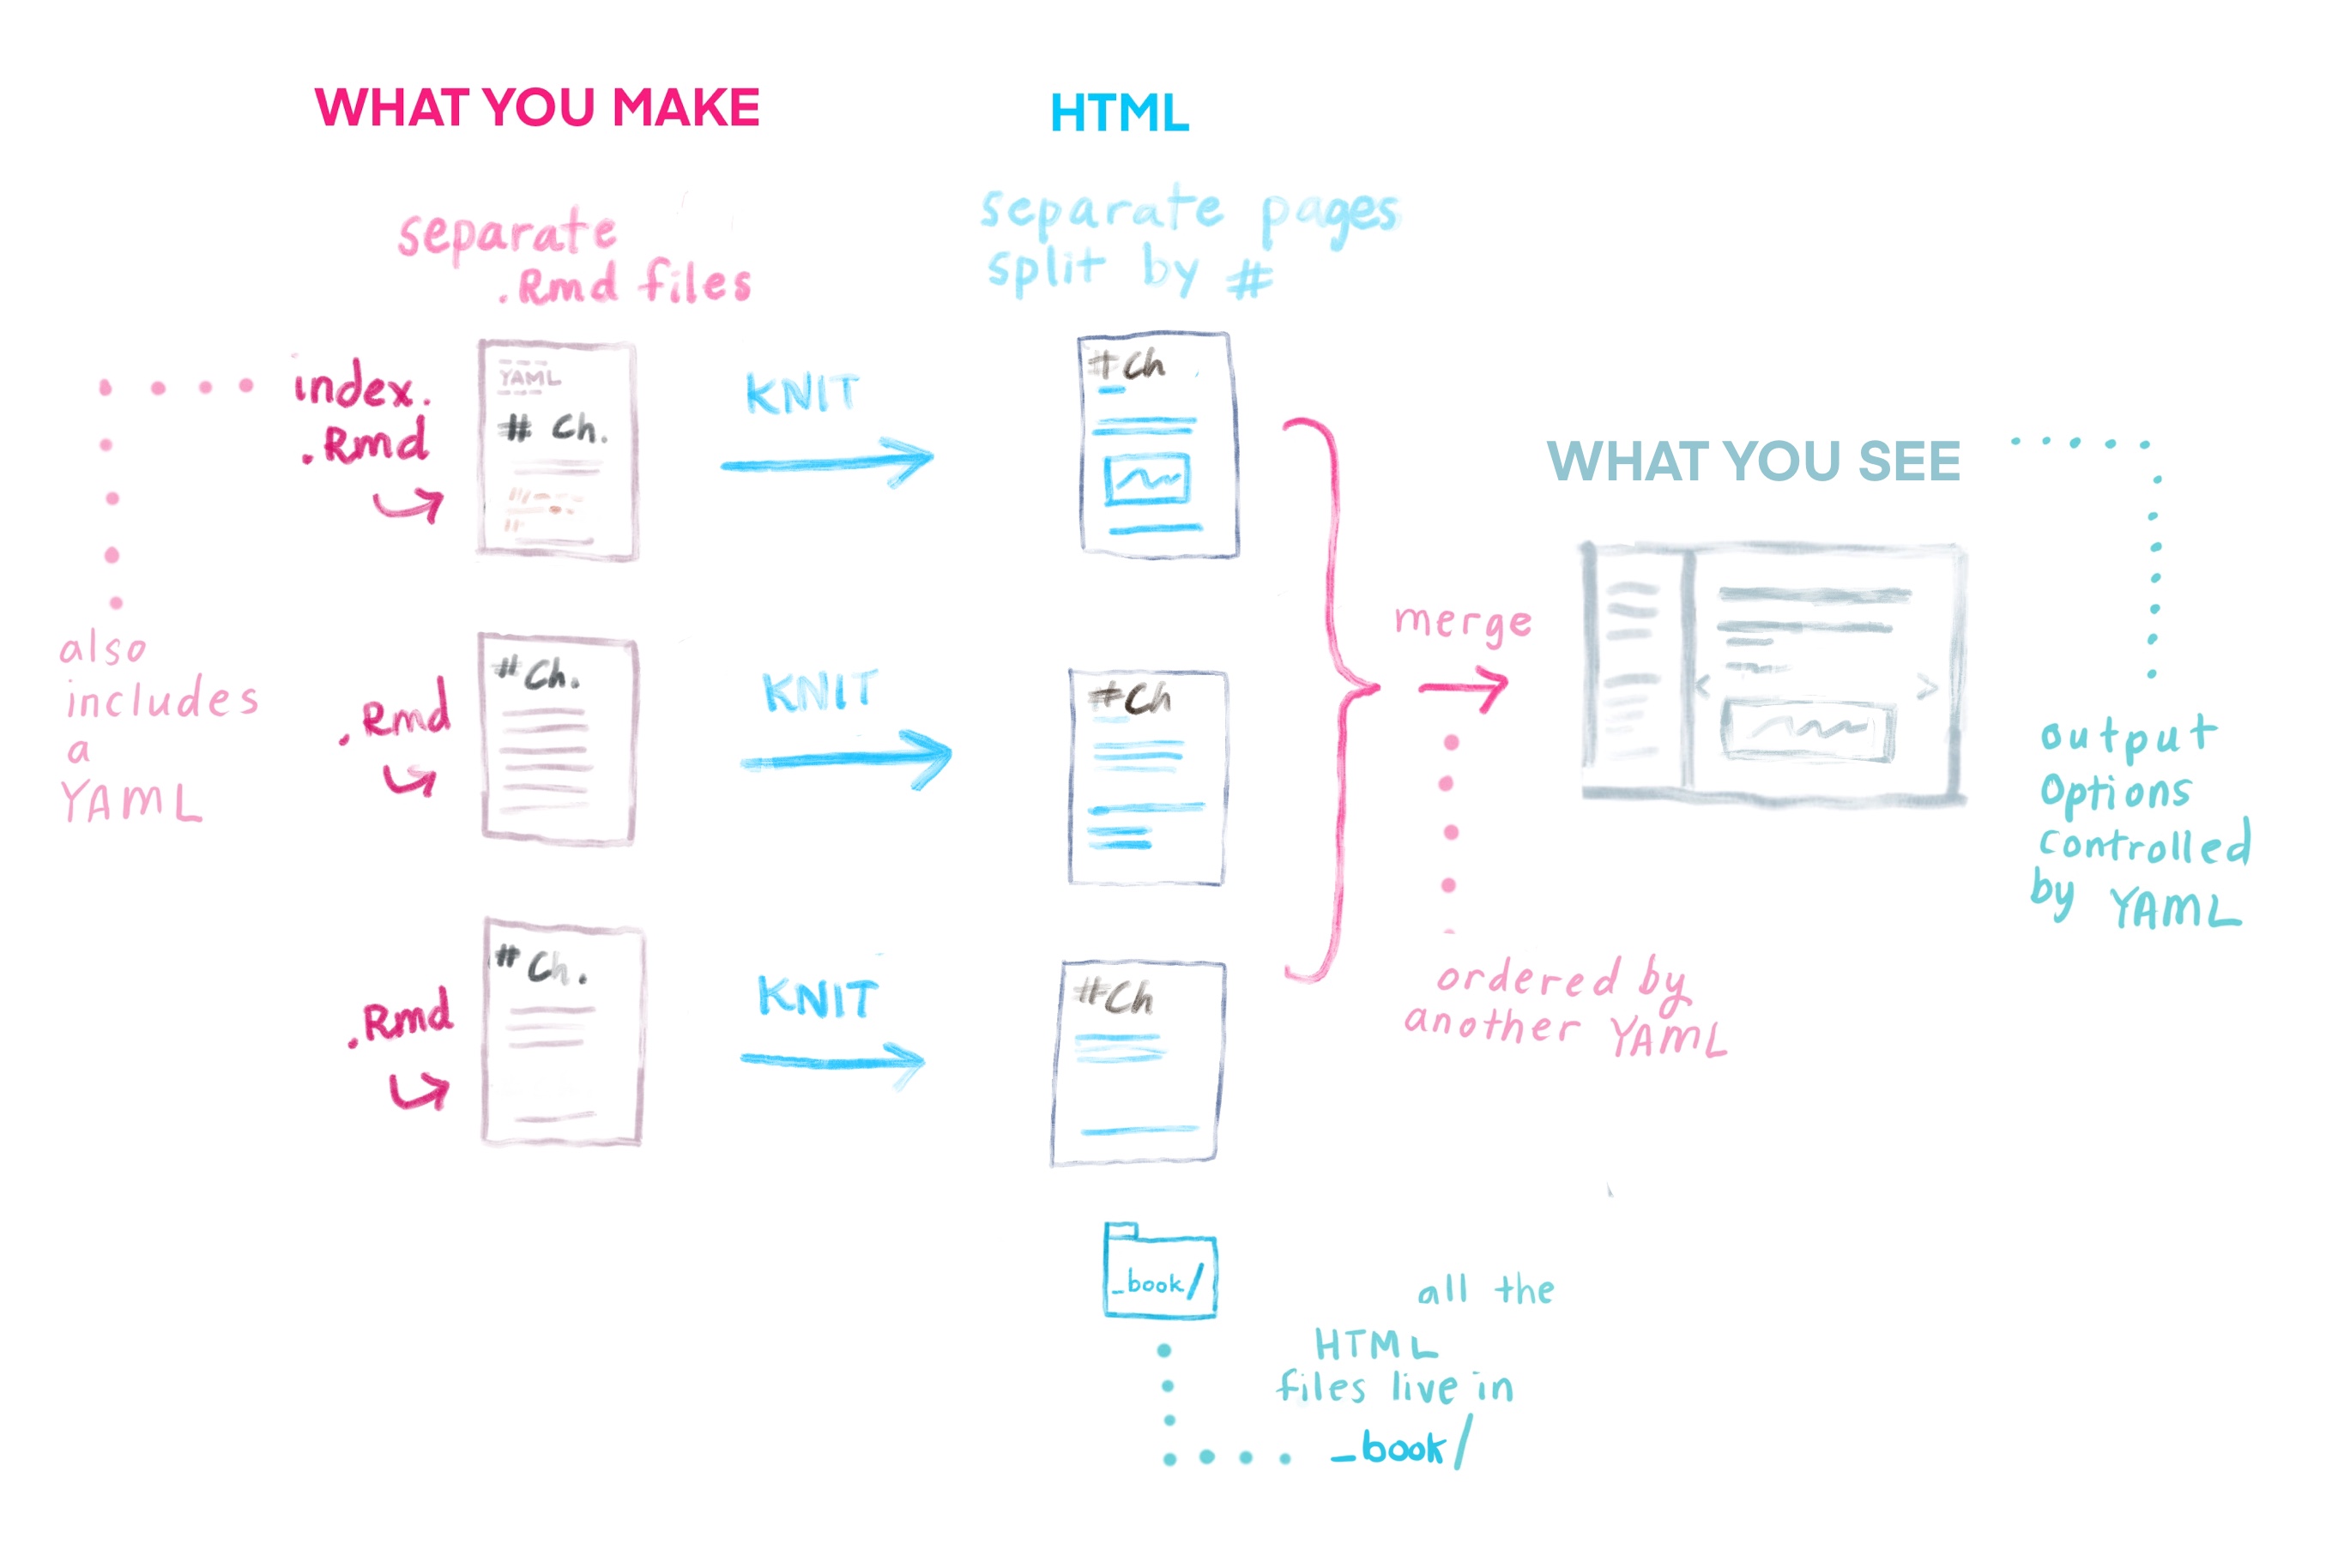 WHAT YOU MAKE
separate
.Rmd files
index.
.Rmd
YAML
# Ch.
also
includes
a
YAML
.Rmd
# Ch.
.Rmd
# Ch.
KNIT
KNIT
KNIT
HTML
separate pages
split by #
#Ch
#Ch
#Ch
_book/
all the
HTML
files live in
_book/
merge
ordered by
another YAML
WHAT YOU SEE
output
options
controlled
by YAML